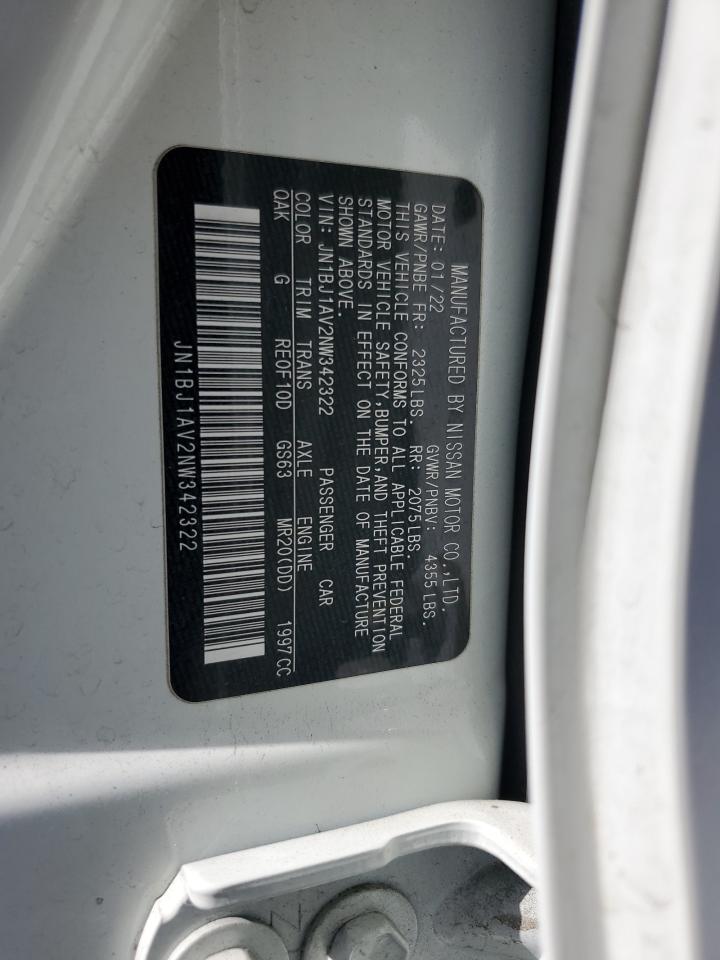 MANUFACTURED BY NISSAN MOTOR CO.,LTD.
DATE: 01/22 GVWR/PNBV: 4355LBS.
GAWR/PNBE FR: 2325LBS. RR: 2075LBS.
THIS VEHICLE CONFORMS TO ALL APPLICABLE FEDERAL
MOTOR VEHICLE SAFETY,BUMPER,AND THEFT PREVENTION
STANDARDS IN EFFECT ON THE DATE OF MANUFACTURE
SHOWN ABOVE.
VIN: JN1BJ1AV2NW342322 PASSENGER CAR
COLOR TRIM TRANS AXLE ENGINE
QAK G RE0F10D GS63 MR20(DD) 1997CC
JN1BJ1AV2NW342322